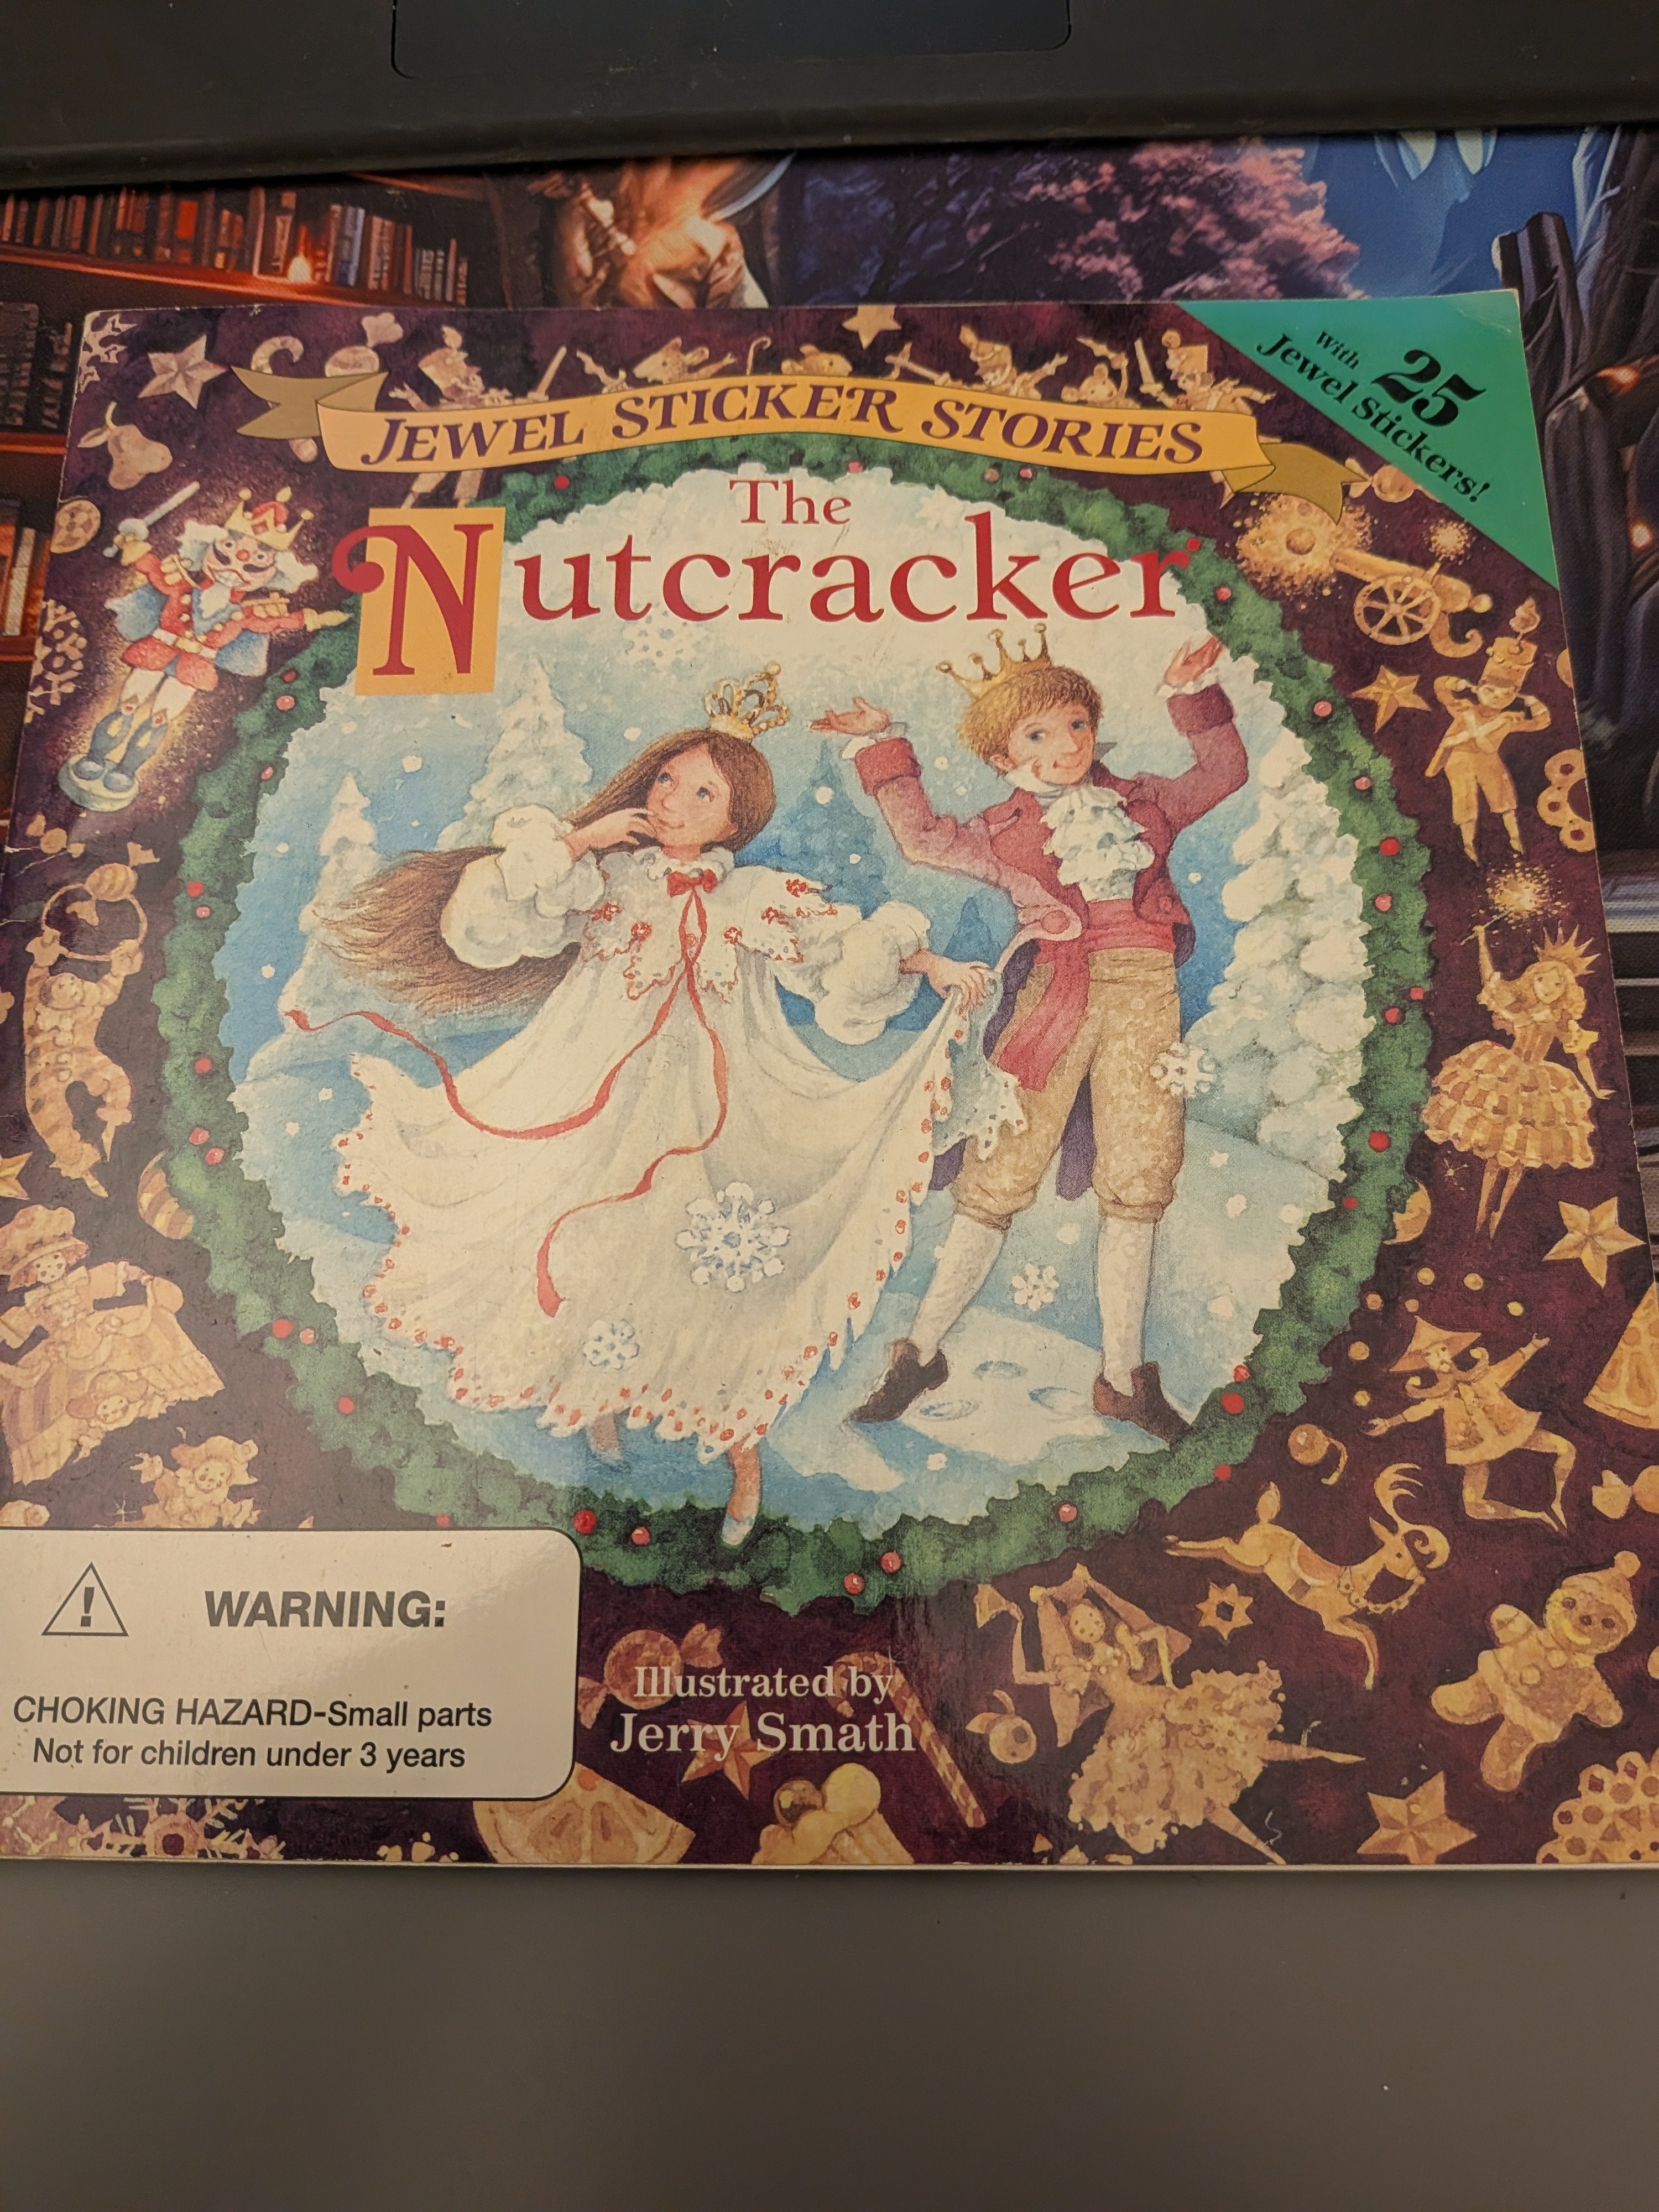 With
25
Jewel Stickers!
JEWEL STICKER STORIES
The
Nutcracker
WARNING:
CHOKING HAZARD-Small parts
Not for children under 3 years
Illustrated by
Jerry Smath